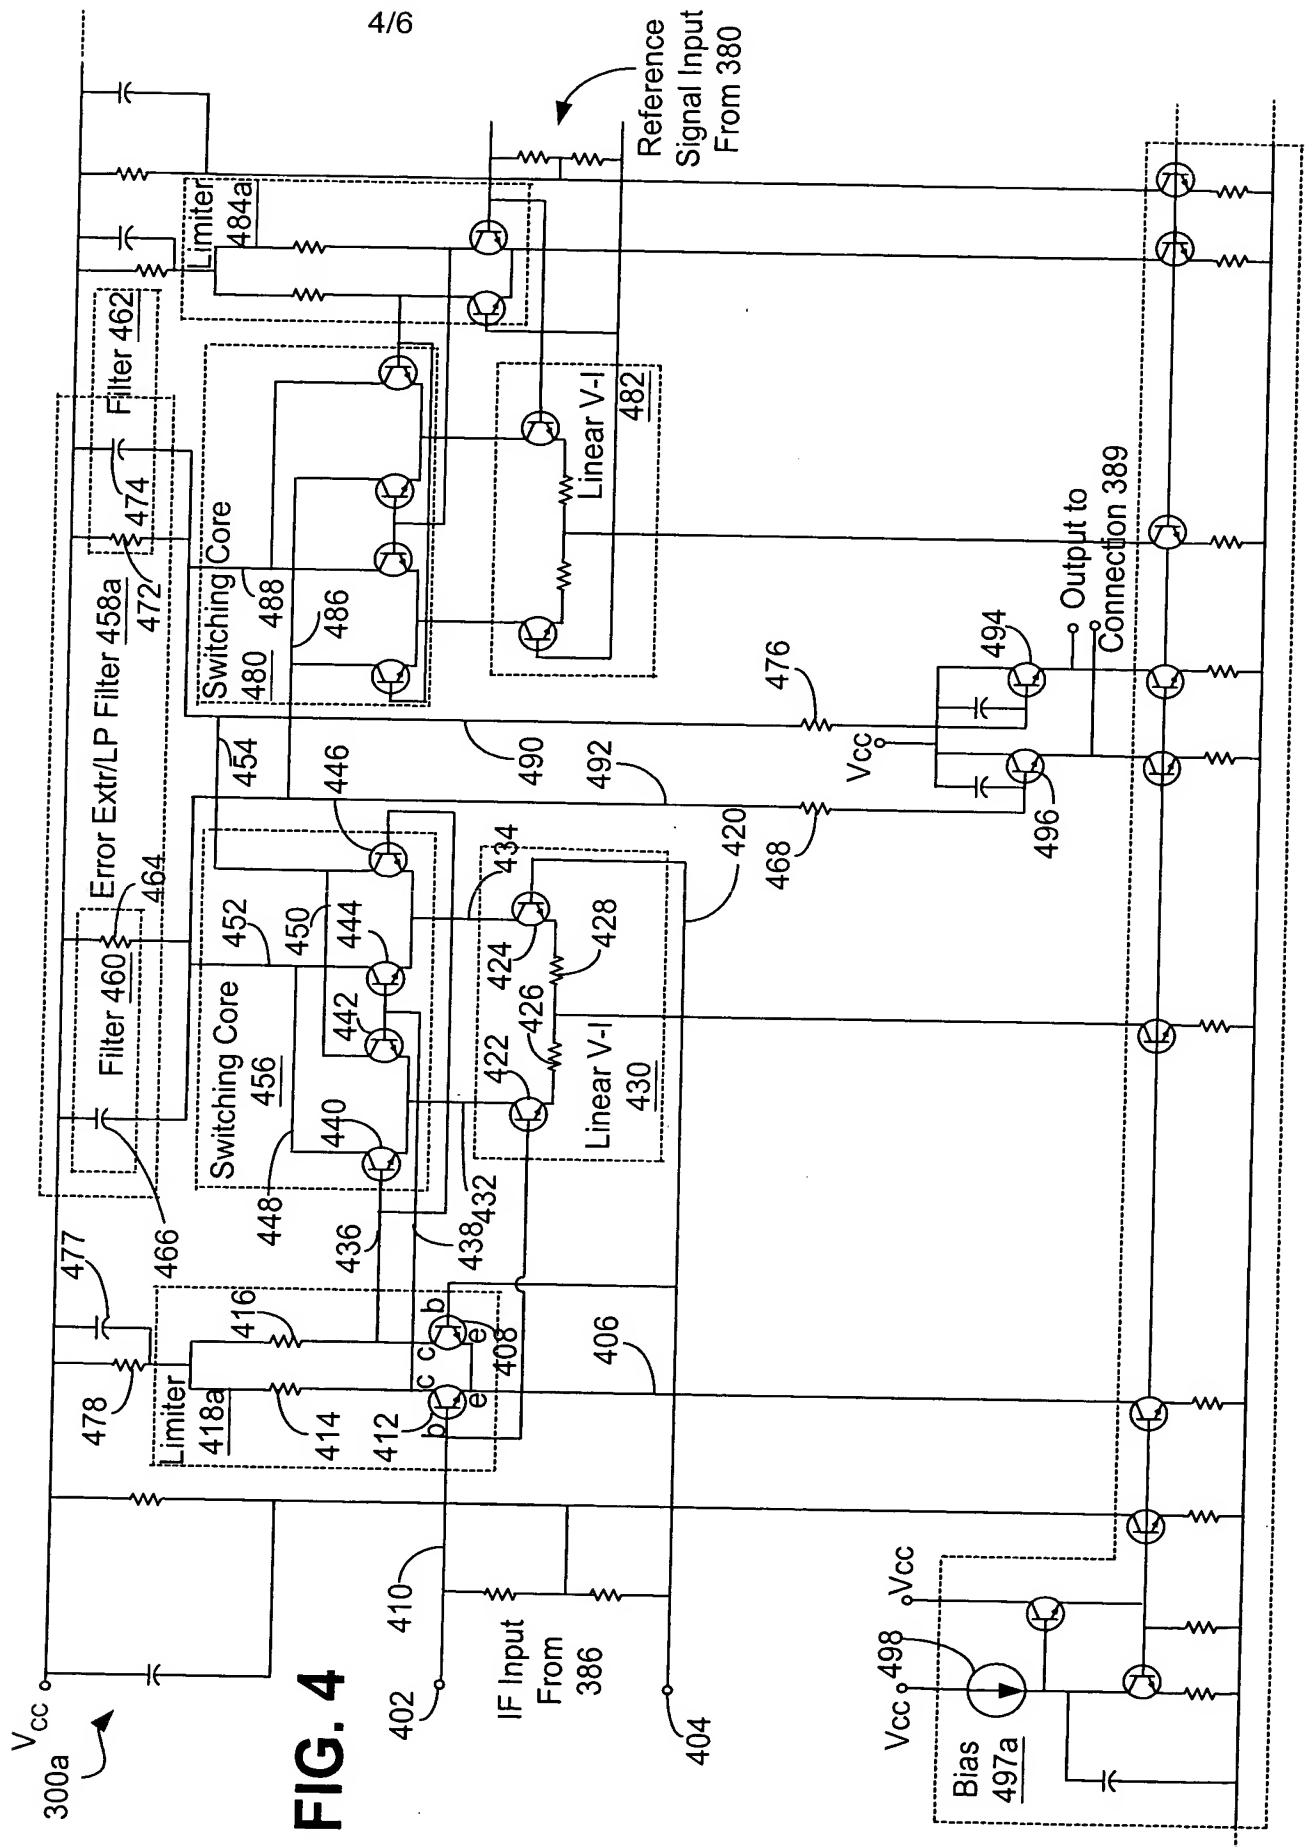 4/6
V CC
300a
FIG. 4
402
404
IF Input
From
386
410
Limiter
418a
478
477
414
416
412
408
b
c
e
b
c
e
406
436
438
432
466
Filter 460
464
Error Extr/LP Filter 458a
Filter 462
472
474
Switching Core
456
448
440
442
444
450
452
446
454
434
422
424
426
428
Linear V-I
430
420
468
476
490
492
Switching Core
480
488
486
Linear V-I
482
Limiter
484a
Reference
Signal Input
From 380
Vcc
494
496
Output to
Connection 389
Bias
497a
498
Vcc
Vcc